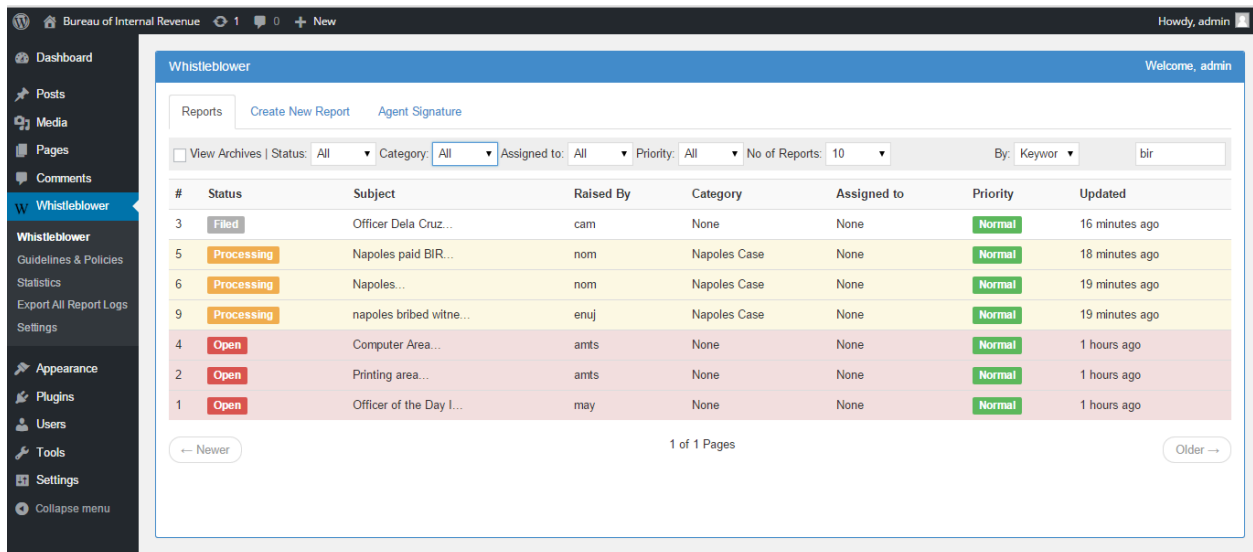 Bureau of Internal Revenue 1 0 + New Howdy, admin
Dashboard
Posts
Media
Pages
Comments
Whistleblower
Whistleblower
Guidelines & Policies
Statistics
Export All Report Logs
Settings
Appearance
Plugins
Users
Tools
Settings
Collapse menu
Whistleblower Welcome, admin
Reports Create New Report Agent Signature
View Archives | Status: All Category: All Assigned to: All Priority: All No of Reports: 10 By: Keywor bir
# Status Subject Raised By Category Assigned to Priority Updated
3 Filed Officer Dela Cruz... cam None None Normal 16 minutes ago
5 Processing Napoles paid BIR... nom Napoles Case None Normal 18 minutes ago
6 Processing Napoles... nom Napoles Case None Normal 19 minutes ago
9 Processing napoles bribed witne... enuj Napoles Case None Normal 19 minutes ago
4 Open Computer Area... amts None None Normal 1 hours ago
2 Open Printing area... amts None None Normal 1 hours ago
1 Open Officer of the Day I... may None None Normal 1 hours ago
← Newer 1 of 1 Pages Older →